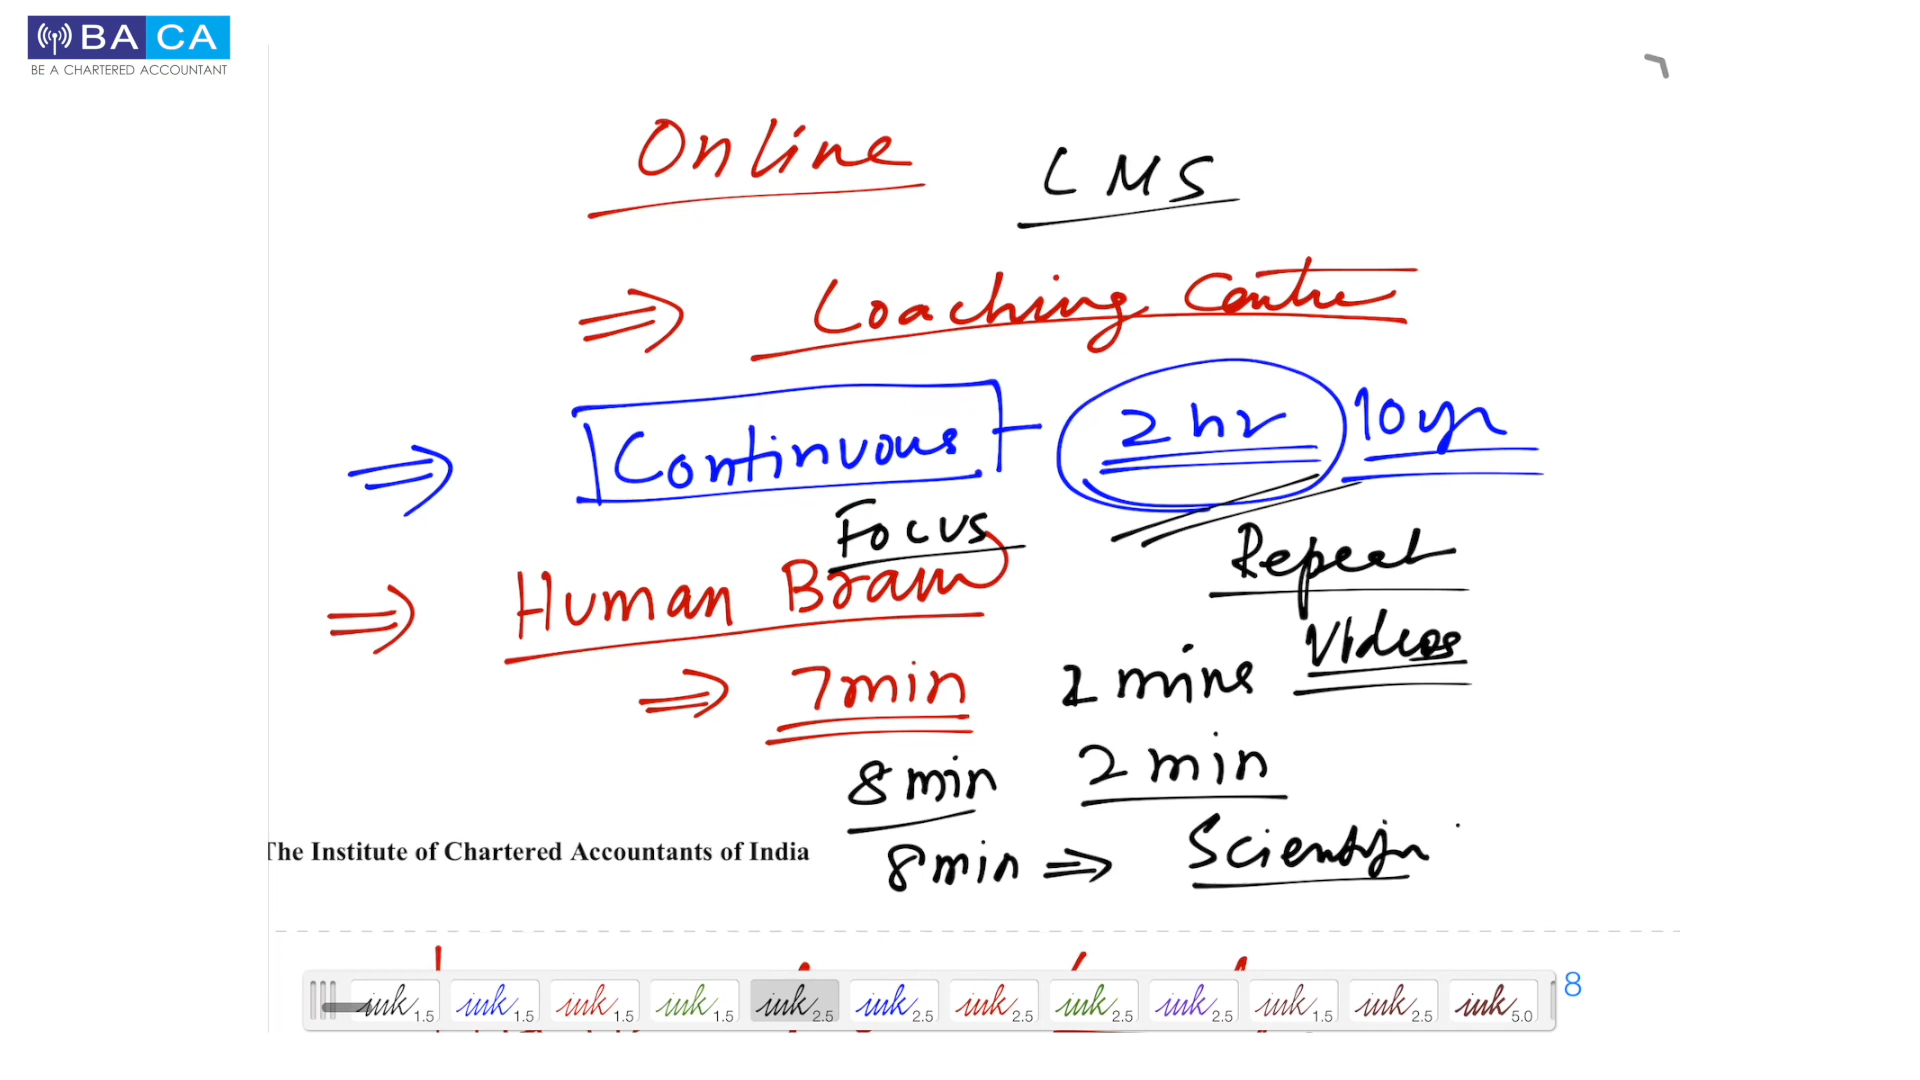 BA CA
BE A CHARTERED ACCOUNTANT
Online LMS
⇒ Coaching Centre
⇒ Continuous - 2 hr 10 yr
Focus
Repeat
⇒ Human Brain
Videos
⇒ 7min 2 mins
8 min 2 min
The Institute of Chartered Accountants of India
8min ⇒ Scientific
ink 1.5 ink 1.5 ink 1.5 ink 1.5 ink 2.5 ink 2.5 ink 2.5 ink 2.5 ink 2.5 ink 1.5 ink 2.5 ink 5.0
8